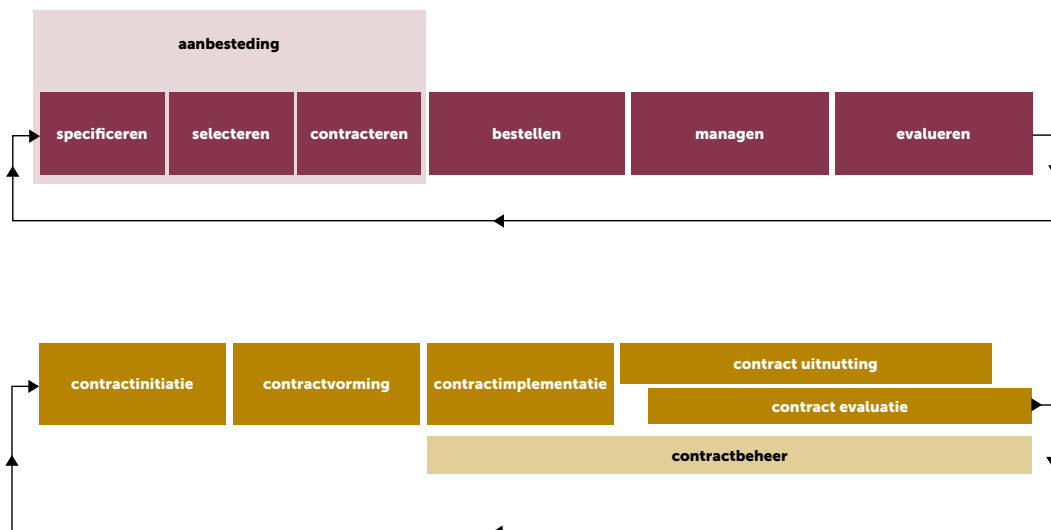 aanbesteding
specificeren
selecteren
contracteren
bestellen
managen
evalueren
contractinitiatie
contractvorming
contractimplementatie
contract uitnutting
contract evaluatie
contractbeheer